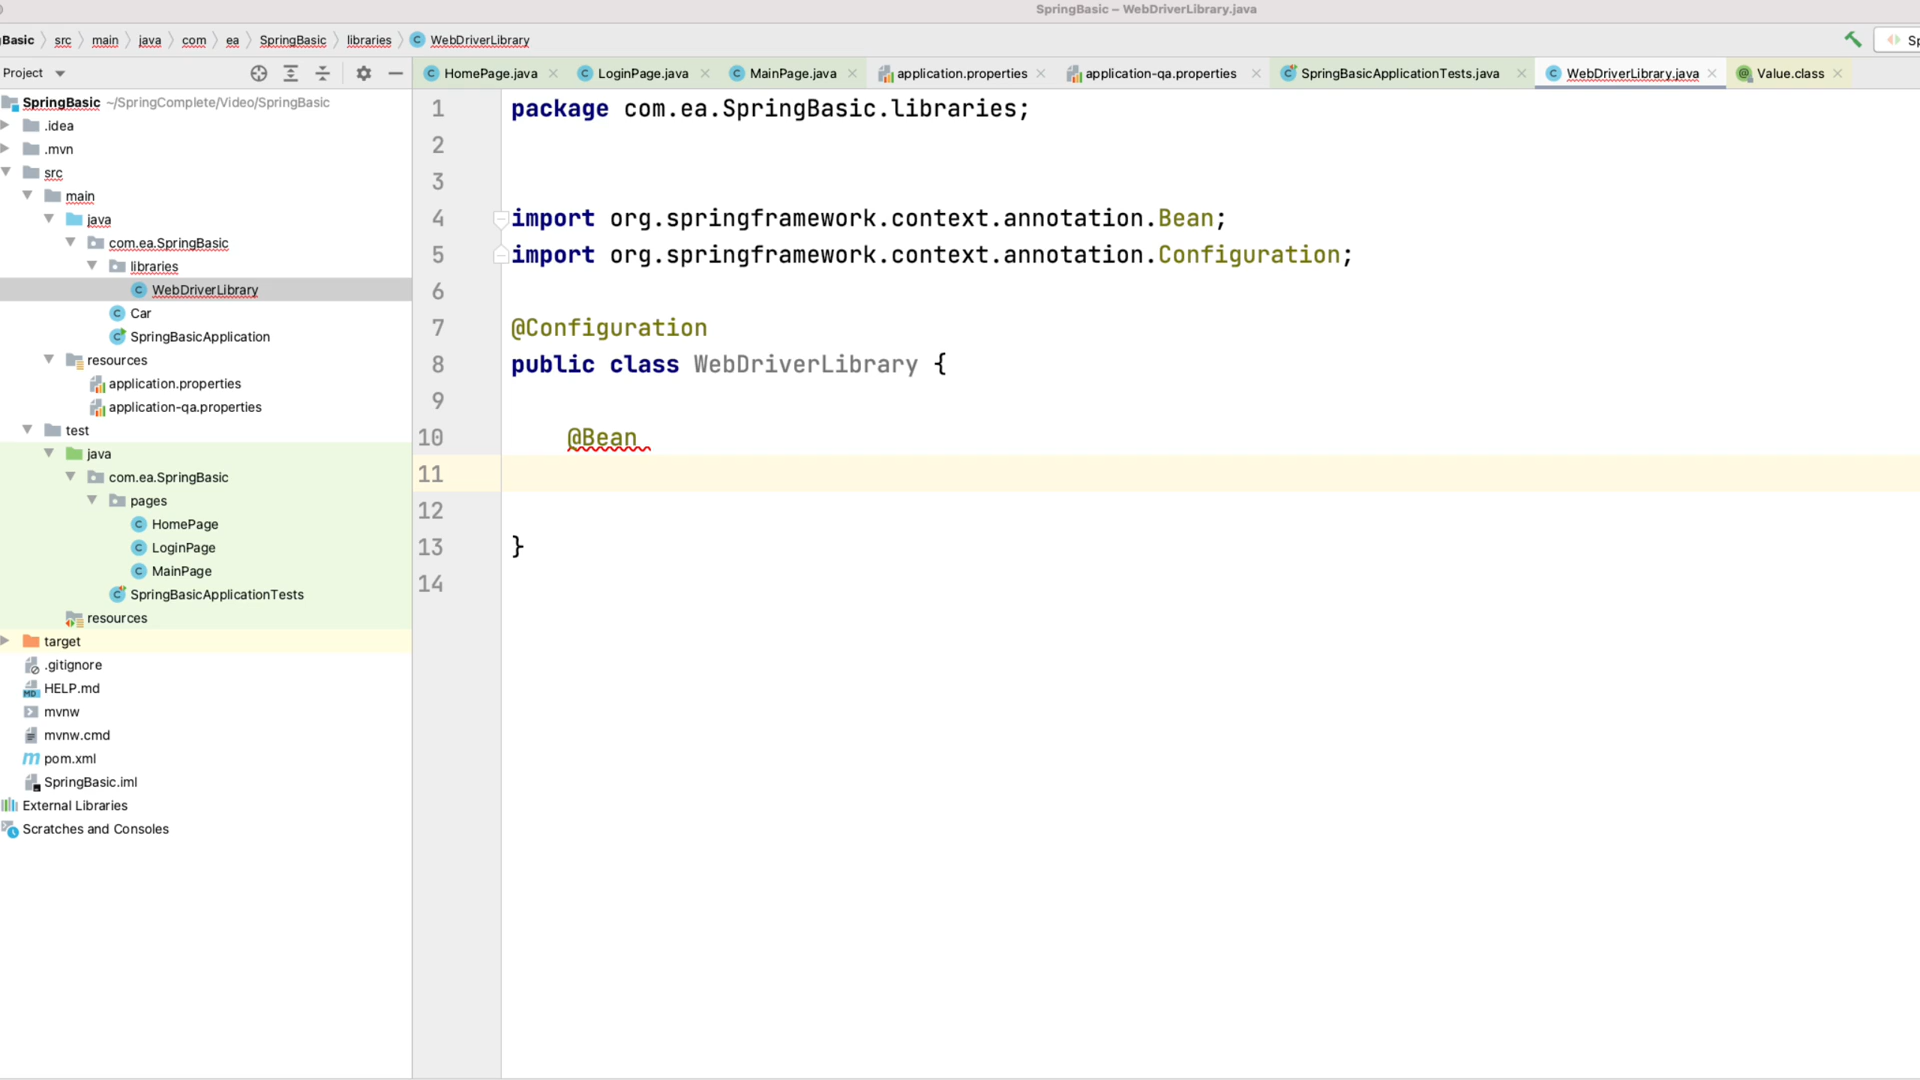 SpringBasic – WebDriverLibrary.java
Basic src main java com ea SpringBasic libraries WebDriverLibrary
Project
HomePage.java LoginPage.java MainPage.java application.properties application-qa.properties SpringBasicApplicationTests.java WebDriverLibrary.java Value.class
SpringBasic ~/SpringComplete/Video/SpringBasic
.idea
.mvn
src
main
java
com.ea.SpringBasic
libraries
WebDriverLibrary
Car
SpringBasicApplication
resources
application.properties
application-qa.properties
test
java
com.ea.SpringBasic
pages
HomePage
LoginPage
MainPage
SpringBasicApplicationTests
resources
target
.gitignore
HELP.md
mvnw
mvnw.cmd
pom.xml
SpringBasic.iml
External Libraries
Scratches and Consoles
1 package com.ea.SpringBasic.libraries;
2
3
4 import org.springframework.context.annotation.Bean;
5 import org.springframework.context.annotation.Configuration;
6
7 @Configuration
8 public class WebDriverLibrary {
9
10 @Bean
11
12
13 }
14